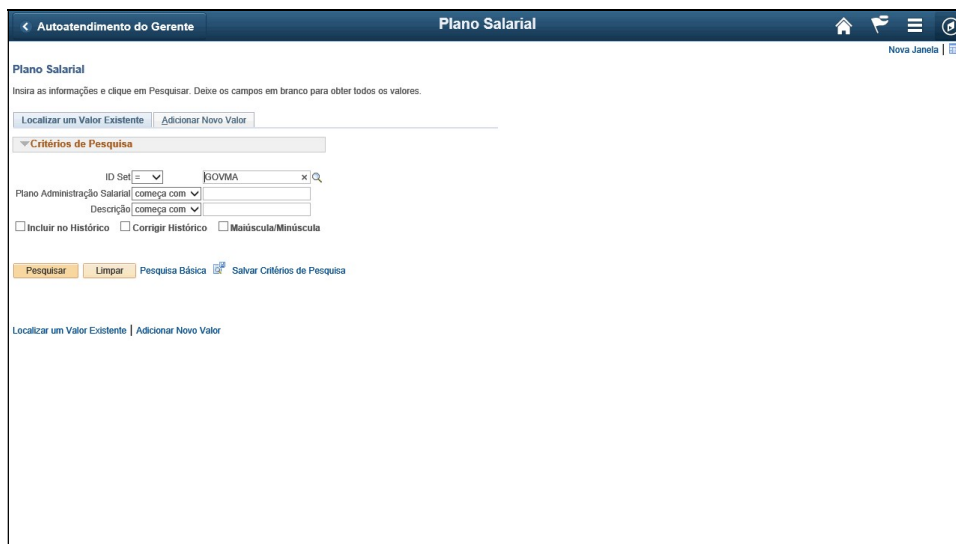 Autoatendimento do Gerente
Plano Salarial
Nova Janela |
Plano Salarial
Insira as informações e clique em Pesquisar. Deixe os campos em branco para obter todos os valores.
Localizar um Valor Existente Adicionar Novo Valor
Critérios de Pesquisa
ID Set = GOVMA
Plano Administração Salarial começa com
Descrição começa com
Incluir no Histórico Corrigir Histórico Maiúscula/Minúscula
Pesquisar Limpar Pesquisa Básica Salvar Critérios de Pesquisa
Localizar um Valor Existente | Adicionar Novo Valor